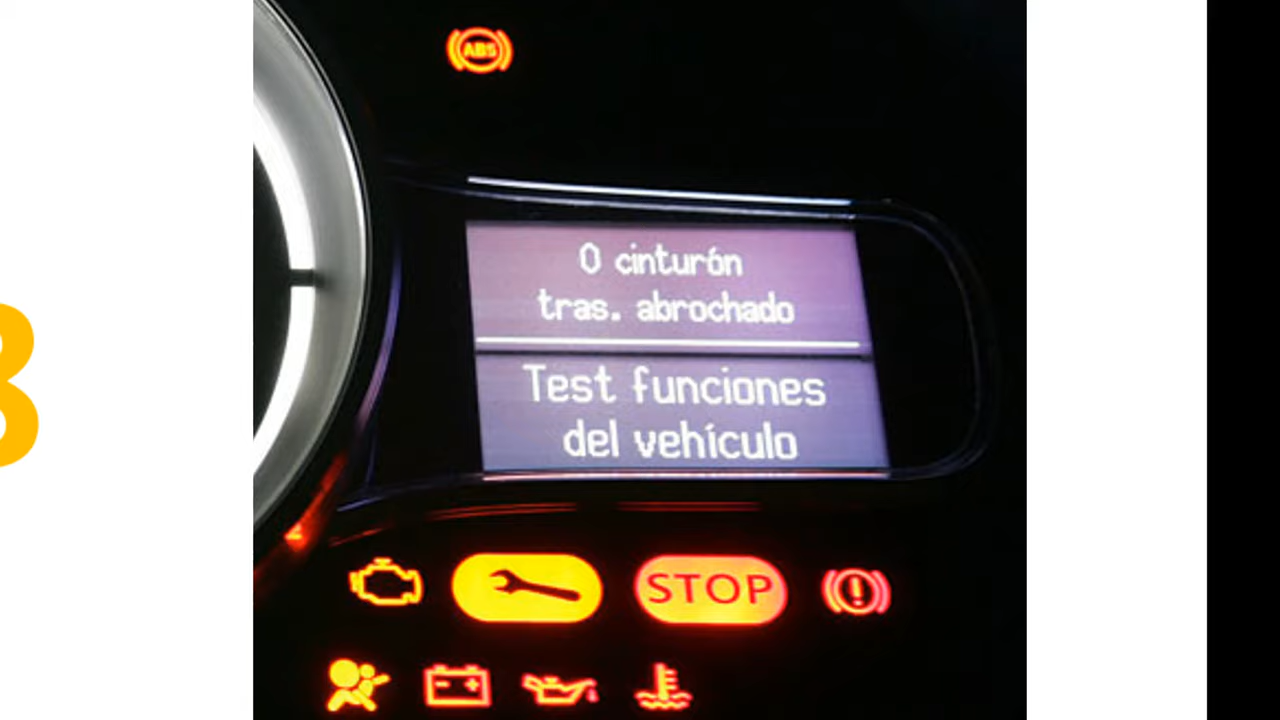 ABS
0 cinturón
tras. abrochado
Test funciones
del vehículo
STOP